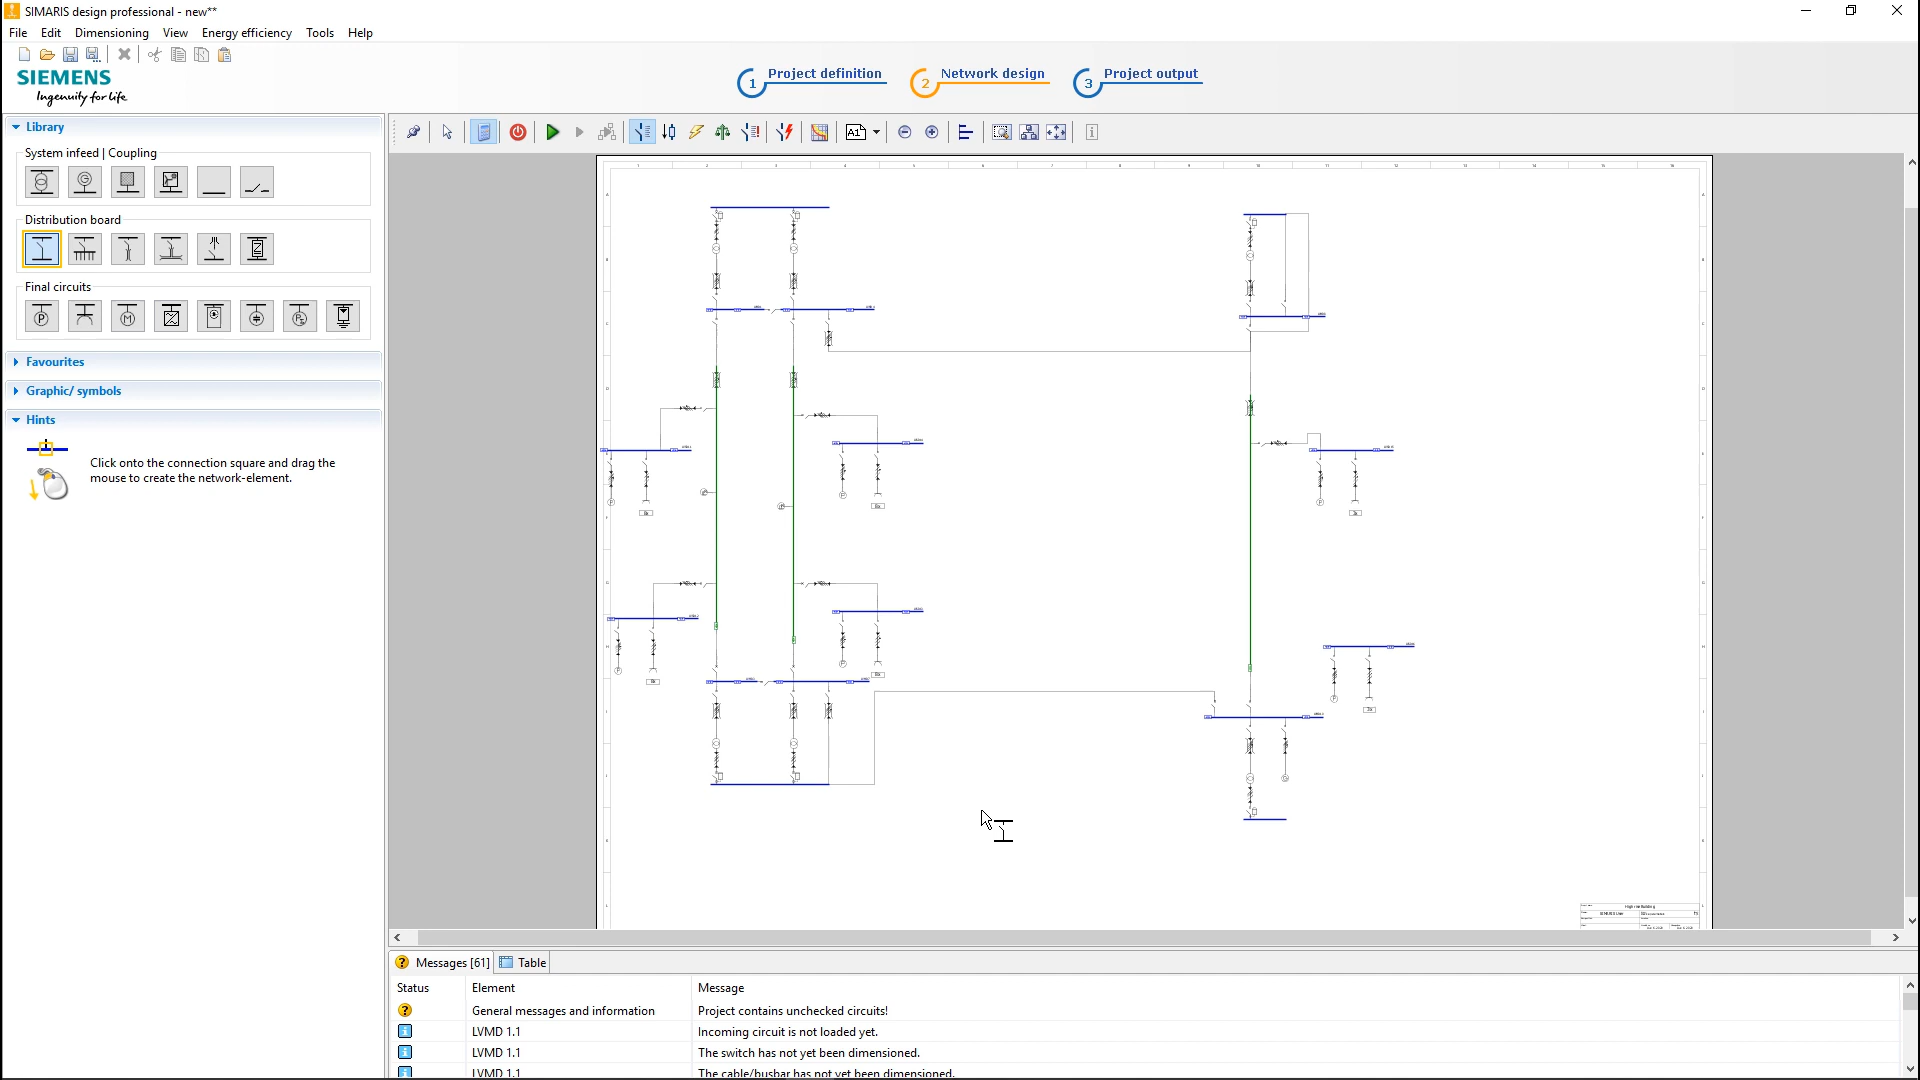 SIMARIS design professional - new**
File Edit Dimensioning View Energy efficiency Tools Help
SIEMENS
Ingenuity for life
1 Project definition
2 Network design
3 Project output
Library
A1
System infeed | Coupling
Distribution board
Final circuits
Favourites
Graphic/ symbols
Hints
Click onto the connection square and drag the
mouse to create the network-element.
Messages [61] Table
Status Element Message
General messages and information Project contains unchecked circuits!
LVMD 1.1 Incoming circuit is not loaded yet.
LVMD 1.1 The switch has not yet been dimensioned.
LVMD 1.1 The cable/busbar has not yet been dimensioned.